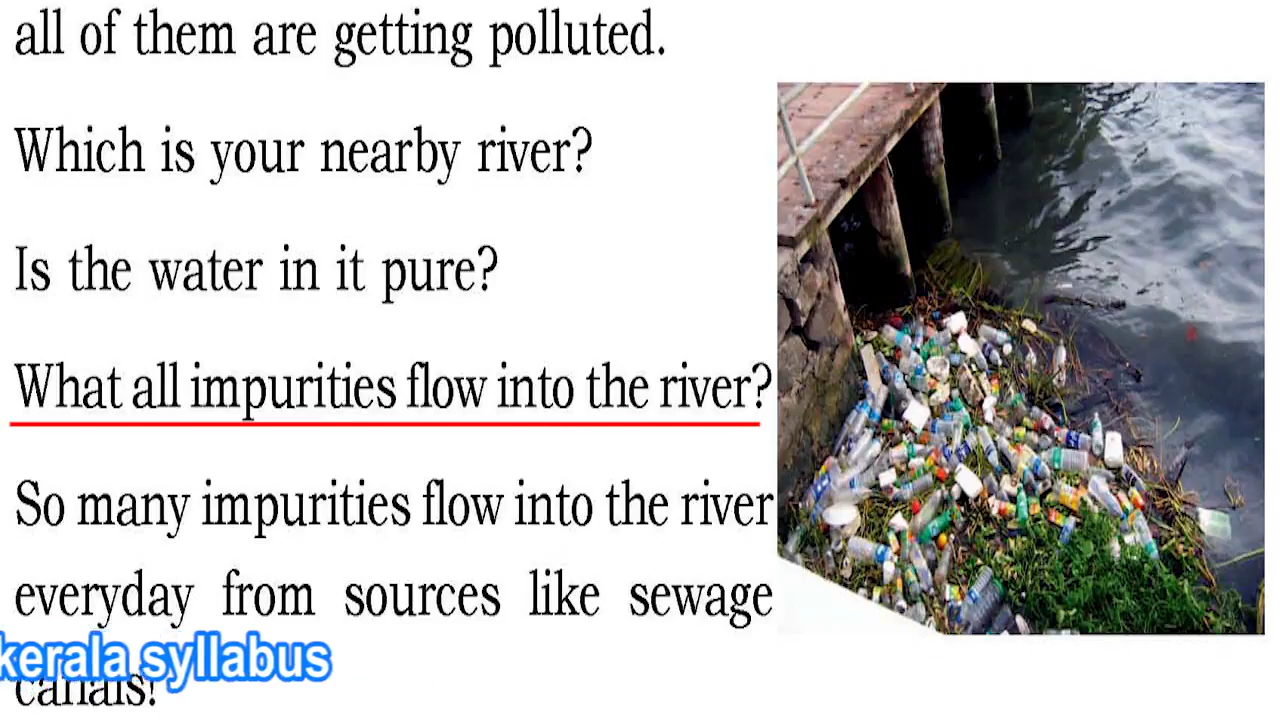 all of them are getting polluted.
Which is your nearby river?
Is the water in it pure?
What all impurities flow into the river?
So many impurities flow into the river
everyday from sources like sewage
kerala syllabus
canals!